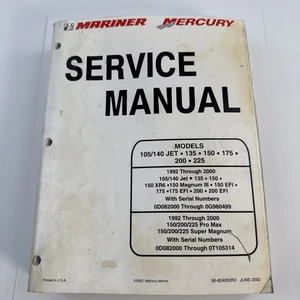 MARINER MERCURY
SERVICE
MANUAL
MODELS
105/140 JET • 135 • 150 • 175 •
200 • 225
1992 Through 2000
105/140 Jet • 135 • 150 •
150 XR6 • 150 Magnum III • 150 EFI •
175 • 175 EFI • 200 • 200 EFI
With Serial Numbers
0D082000 Through 0G960499
1992 Through 2000
150/200/225 Pro Max
150/200/225 Super Magnum
With Serial Numbers
0D082000 Through 0T105314
Printed in U.S.A.
©2002, Mercury Marine
90-824052R3 JUNE 2002